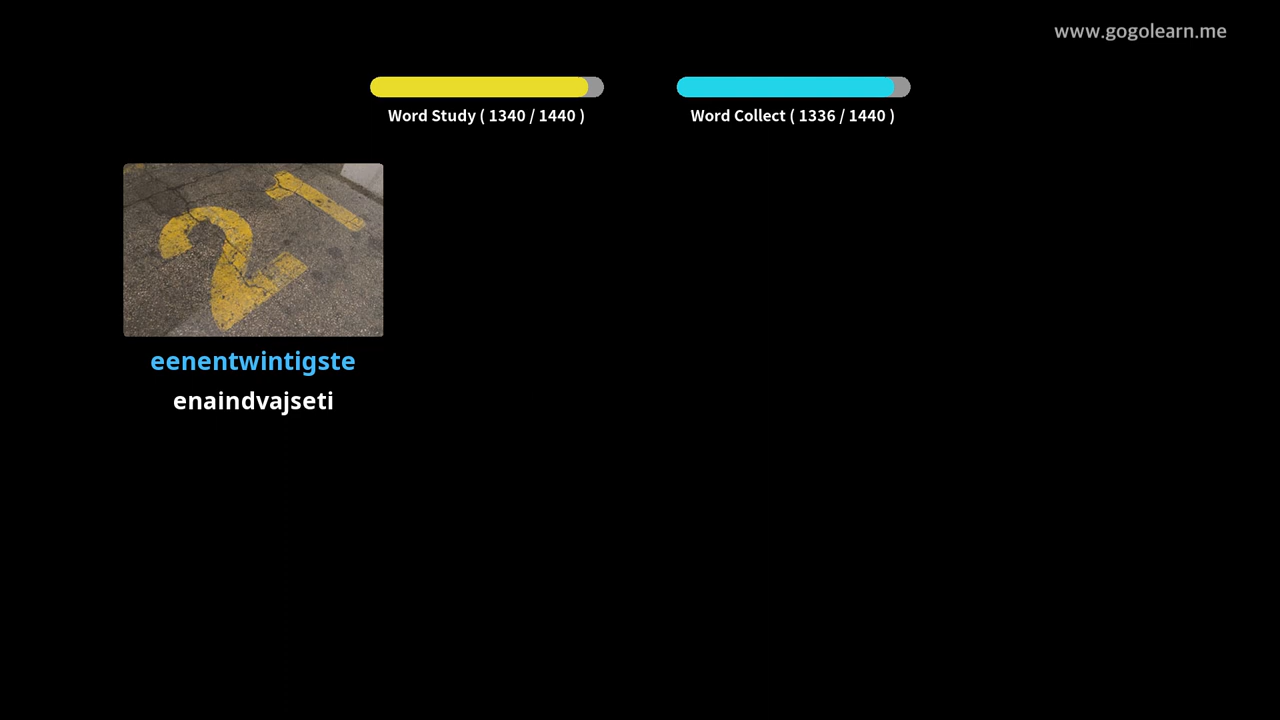 www.gogolearn.me
Word Study ( 1340 / 1440 )
Word Collect ( 1336 / 1440 )
21
eenentwintigste
enaindvajseti